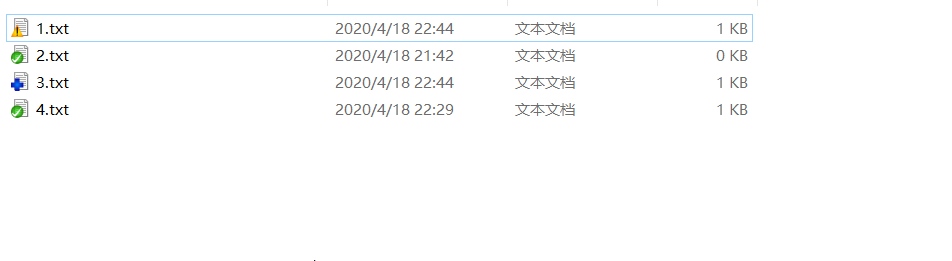 1.txt 2020/4/18 22:44 文本文档 1 KB
2.txt 2020/4/18 21:42 文本文档 0 KB
3.txt 2020/4/18 22:44 文本文档 1 KB
4.txt 2020/4/18 22:29 文本文档 1 KB